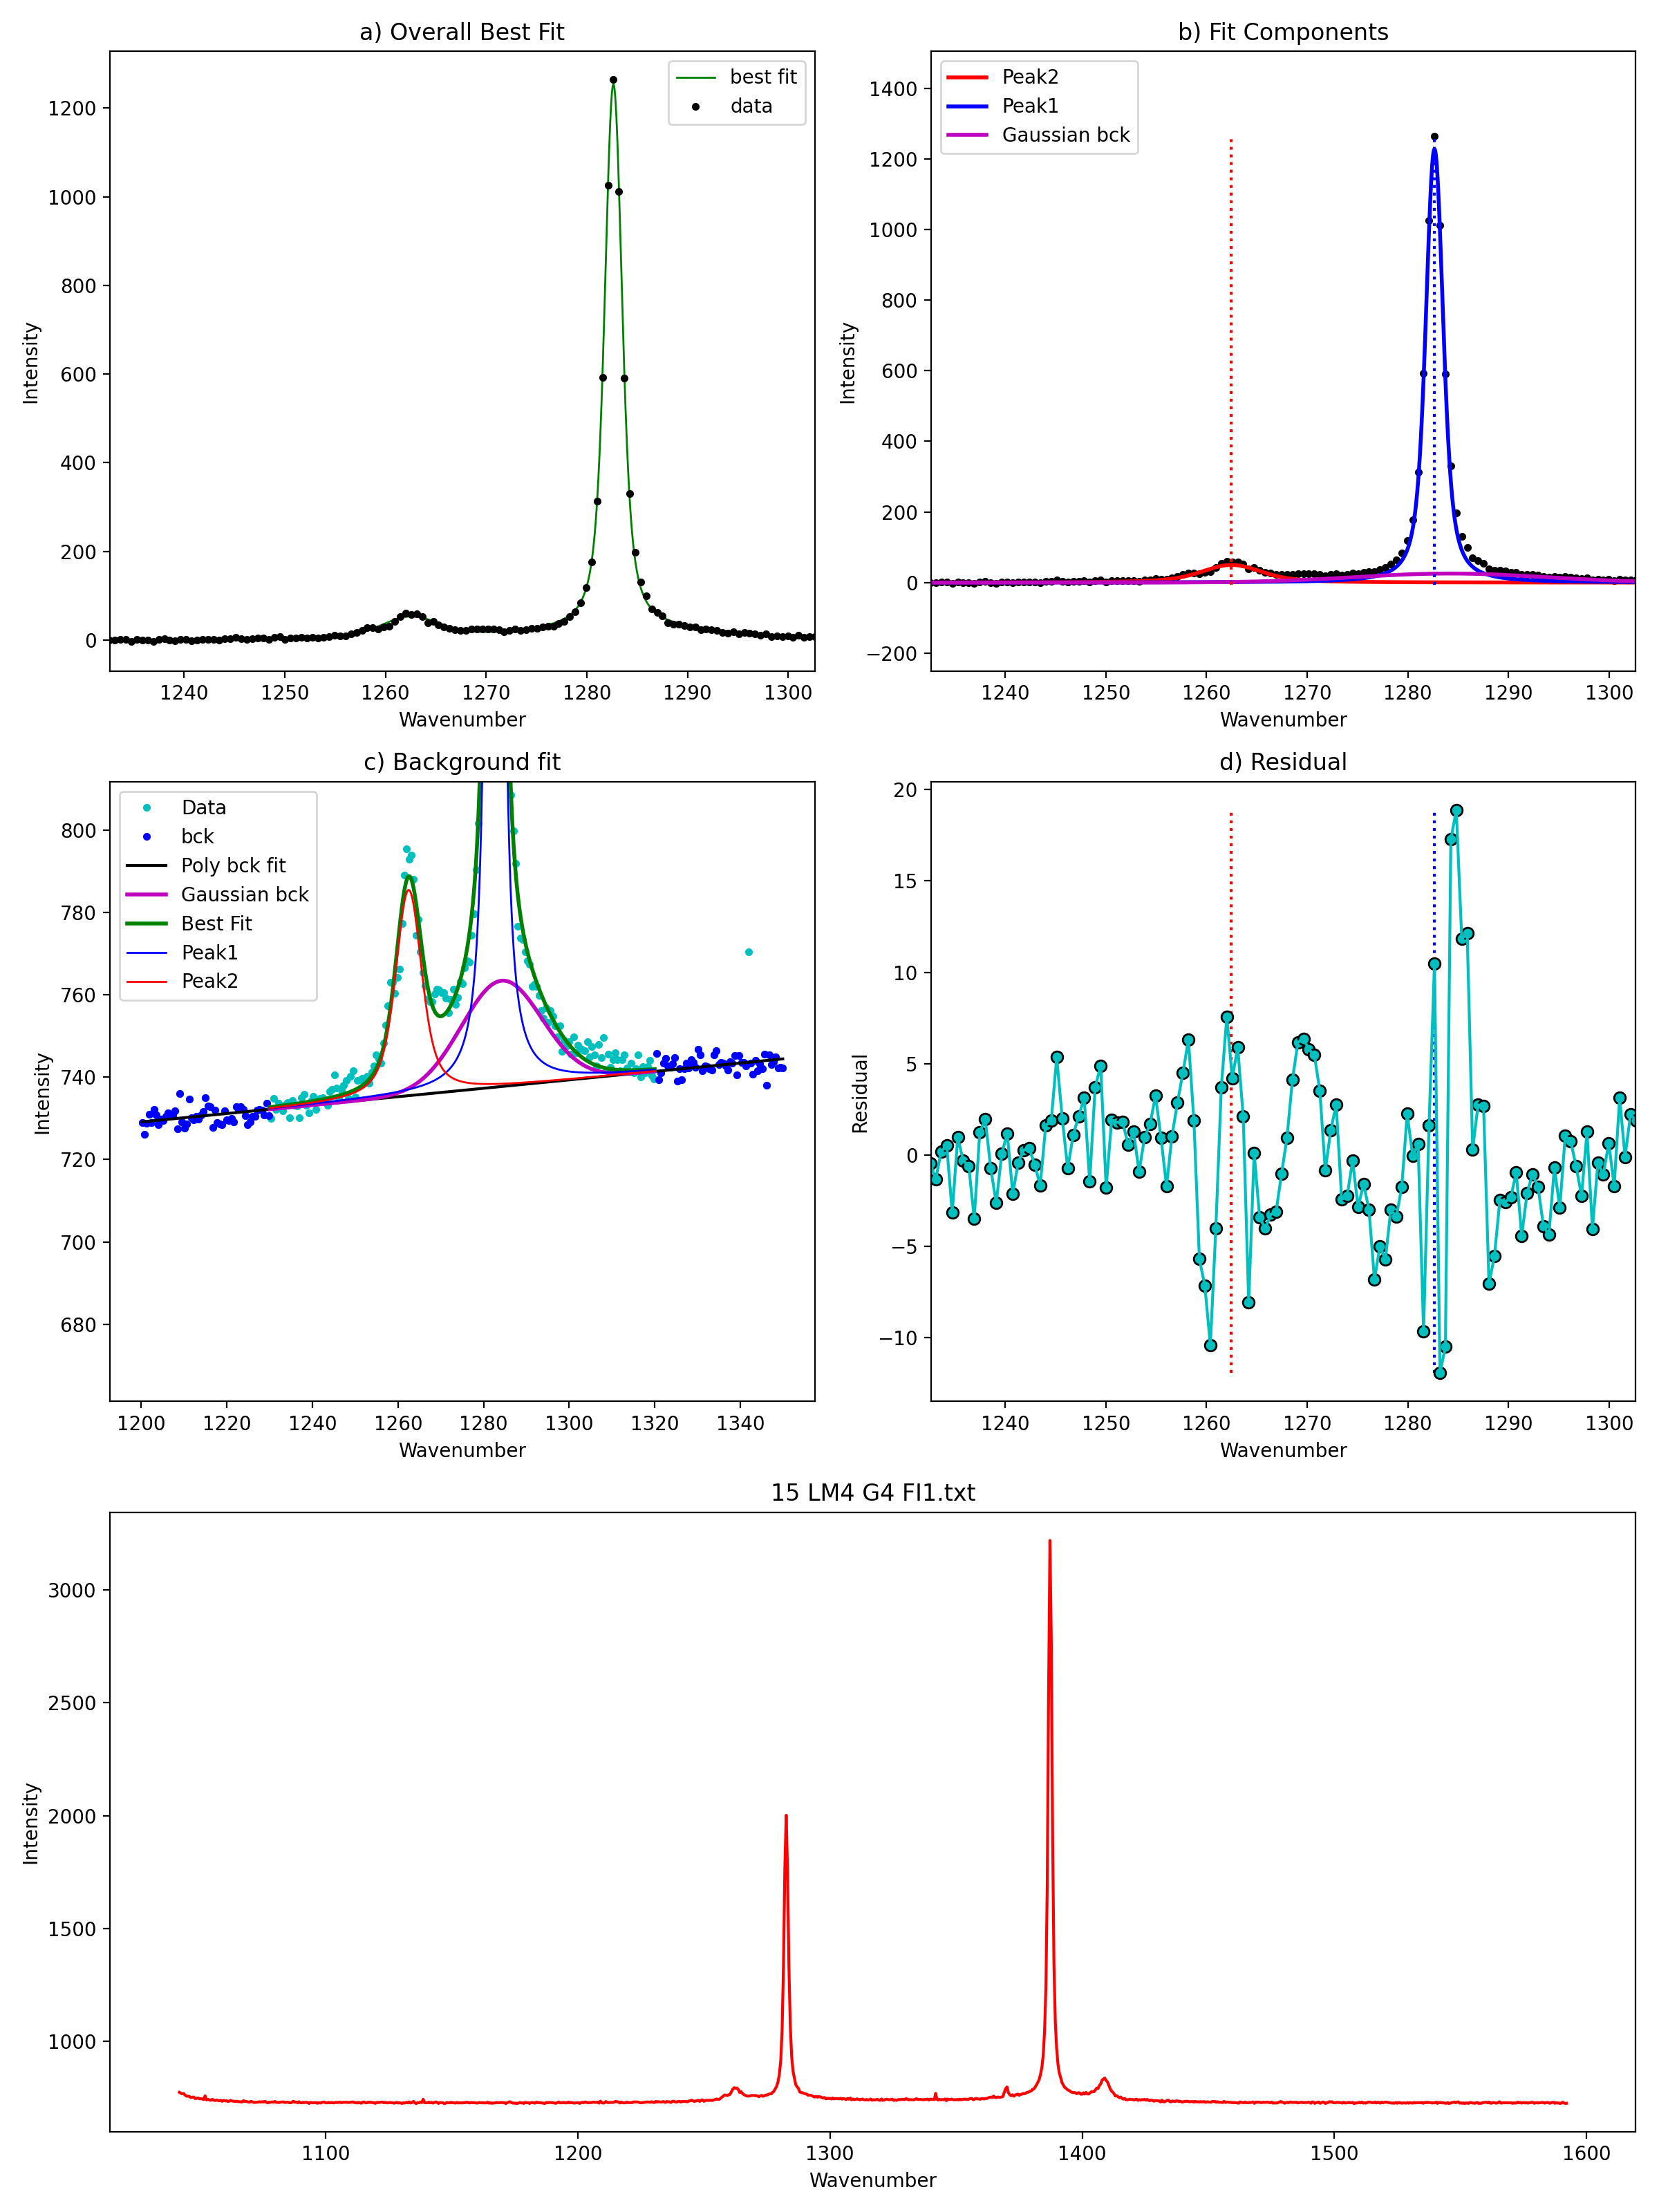 a) Overall Best Fit
best fit
data
1200
1000
800
600
400
200
0
Intensity
1240 1250 1260 1270 1280 1290 1300
Wavenumber
b) Fit Components
Peak2
Peak1
Gaussian bck
1400
1200
1000
800
600
400
200
0
−200
Intensity
1240 1250 1260 1270 1280 1290 1300
Wavenumber
c) Background fit
Data
bck
Poly bck fit
Gaussian bck
Best Fit
Peak1
Peak2
800
780
760
740
720
700
680
Intensity
1200 1220 1240 1260 1280 1300 1320 1340
Wavenumber
d) Residual
20
15
10
5
0
−5
−10
Residual
1240 1250 1260 1270 1280 1290 1300
Wavenumber
15 LM4 G4 FI1.txt
3000
2500
2000
1500
1000
Intensity
1100 1200 1300 1400 1500 1600
Wavenumber